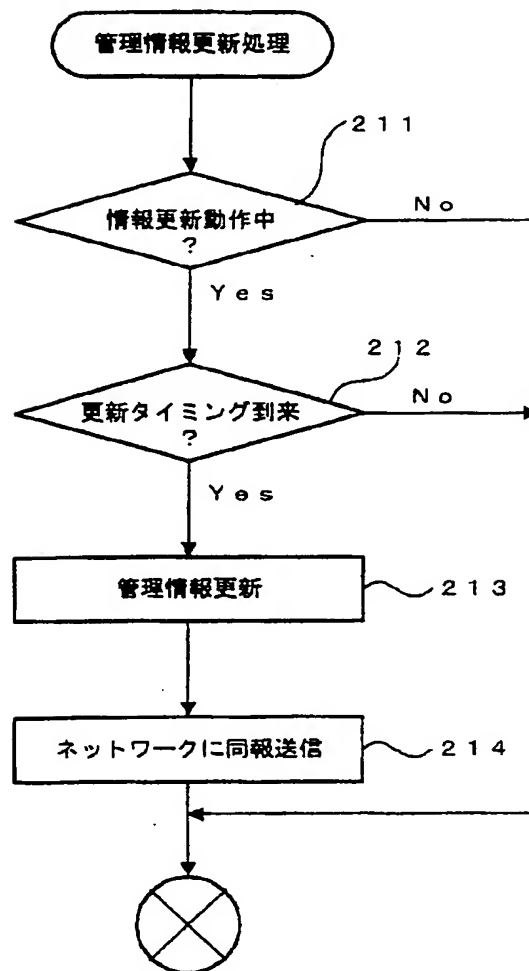 管理情報更新処理
211
情報更新動作中
?
No
Yes
212
更新タイミング到来
?
No
Yes
管理情報更新
213
ネットワークに同報送信
214